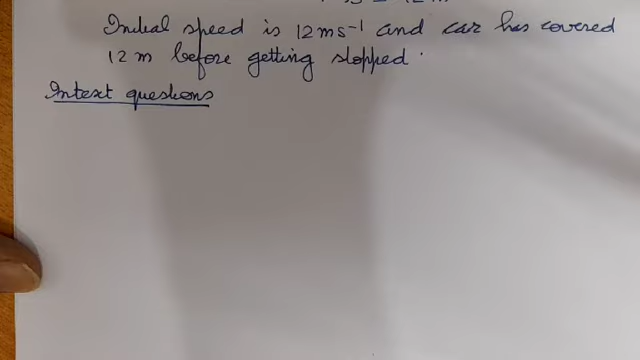 Initial speed is 12 ms⁻¹ and car has covered
12 m before getting stopped.
Intext questions